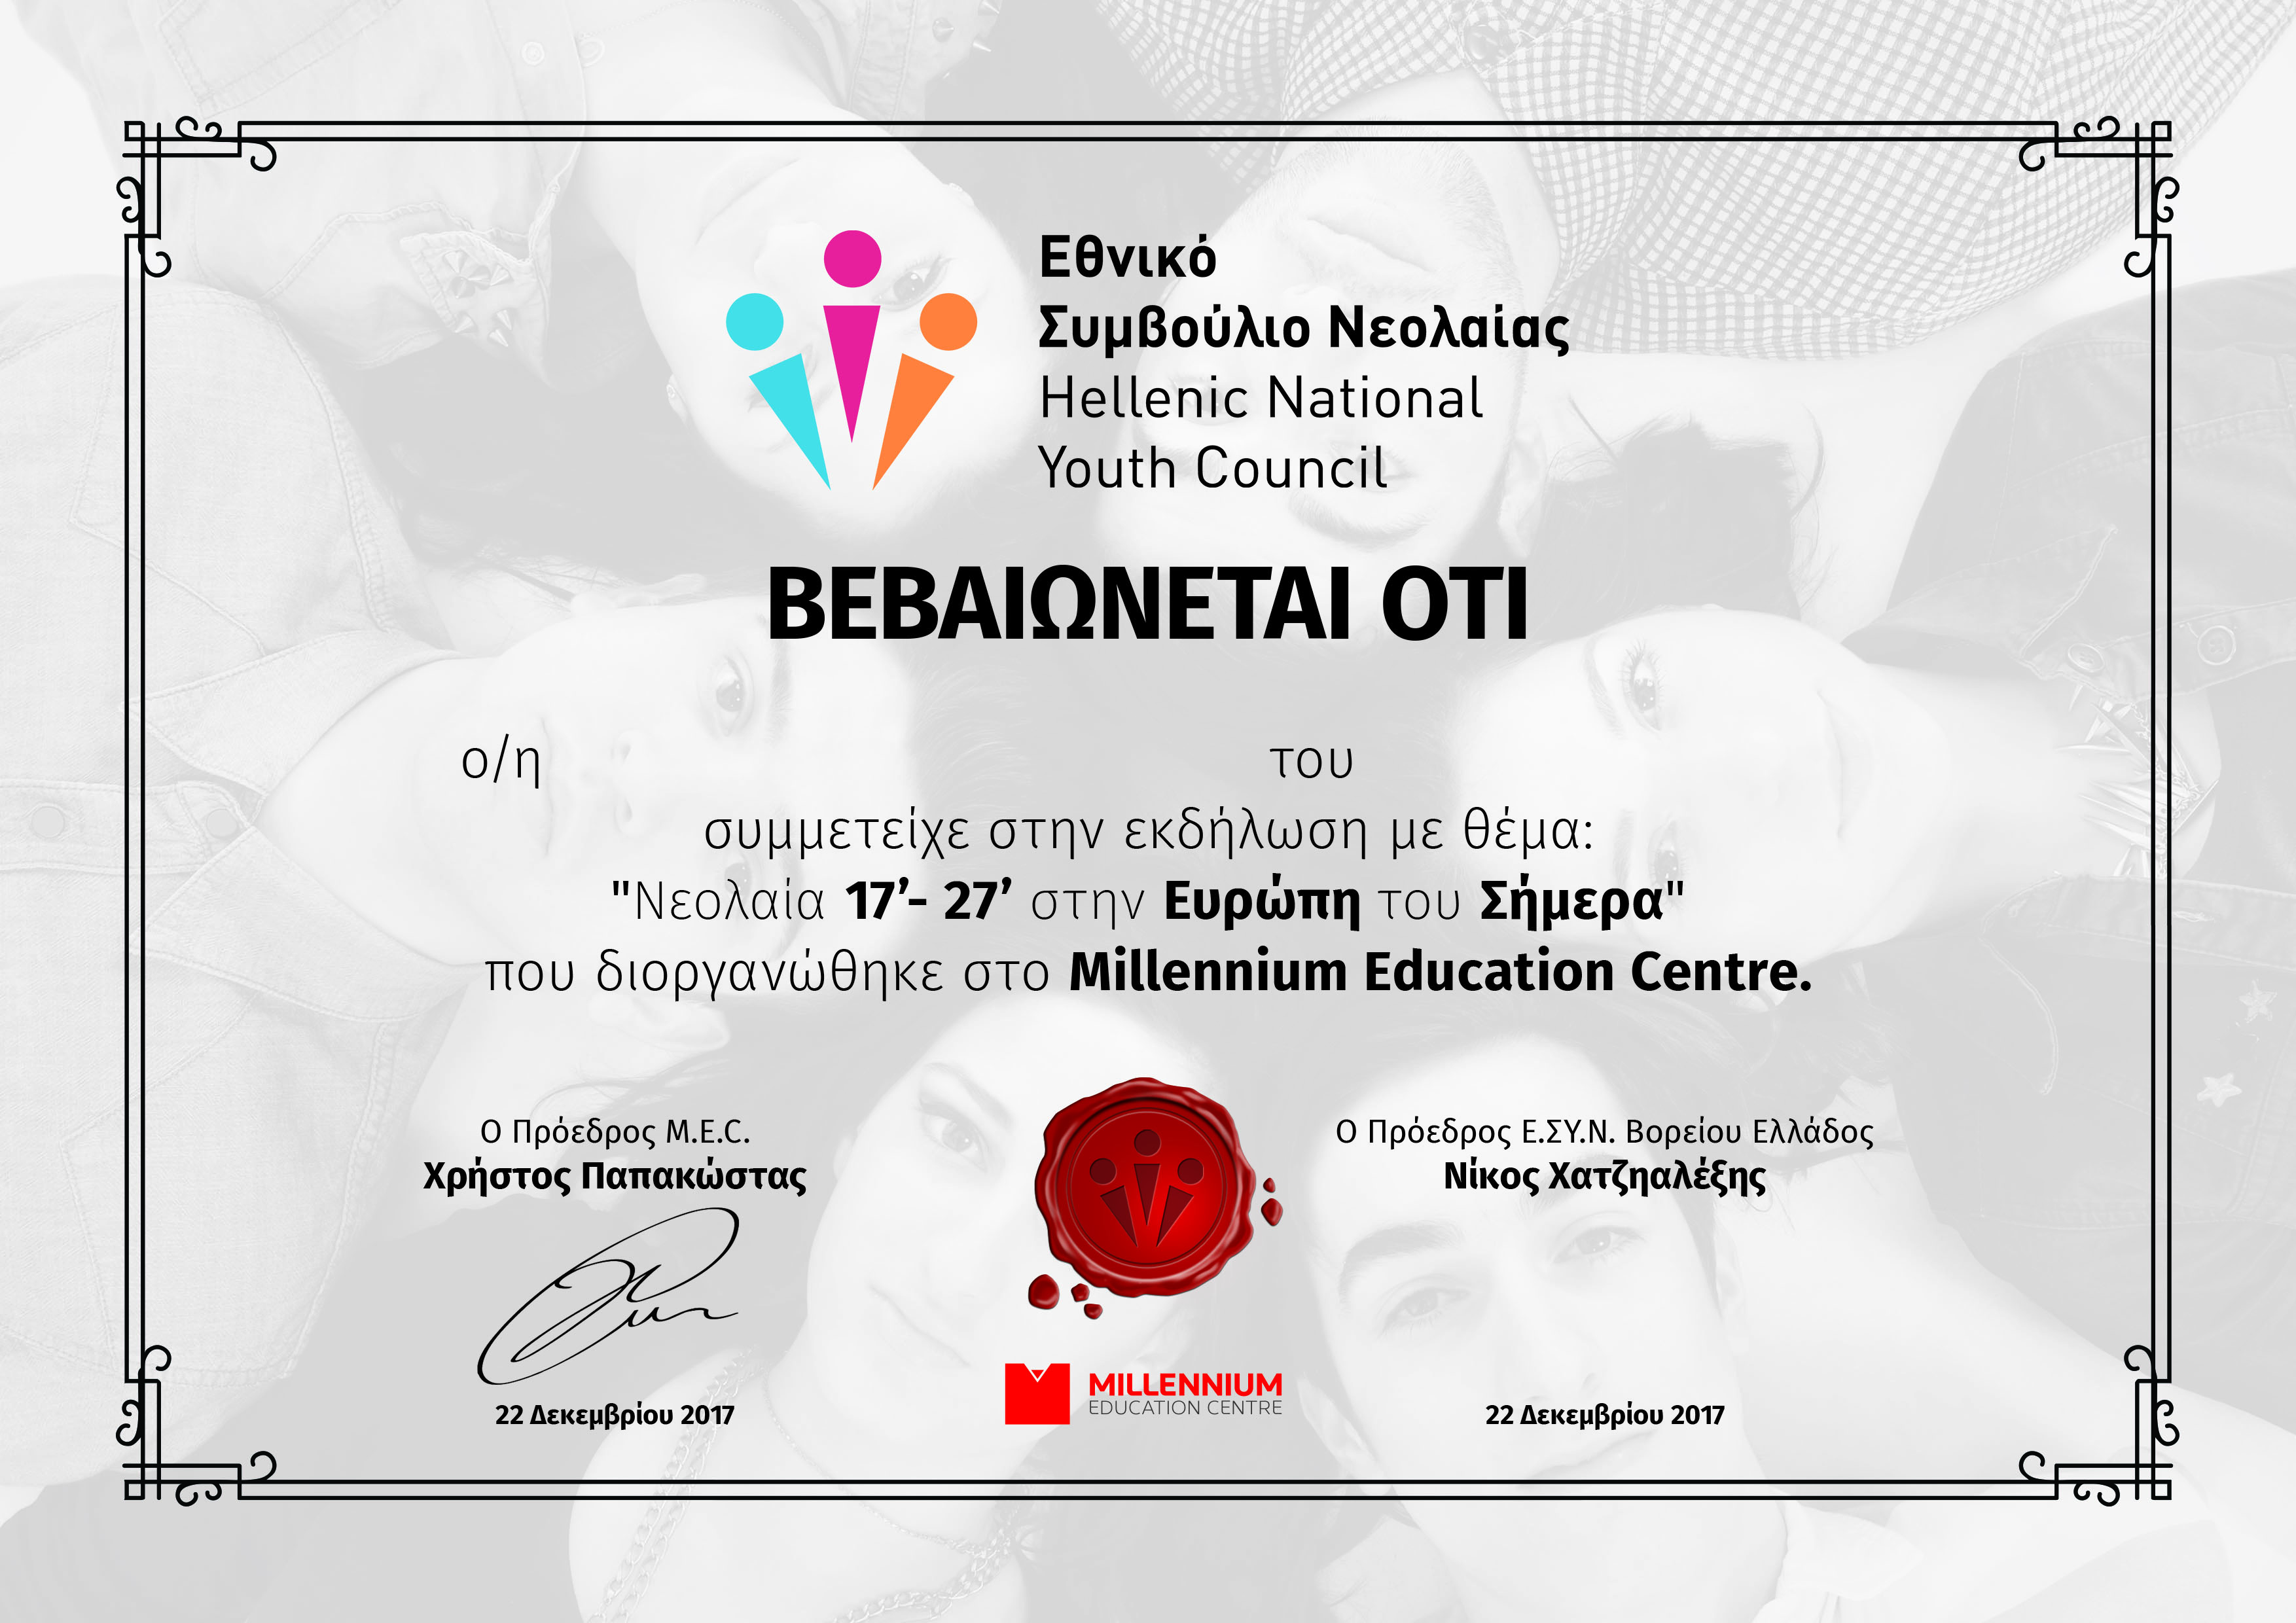 Εθνικό
Συμβούλιο Νεολαίας
Hellenic National
Youth Council
ΒΕΒΑΙΩΝΕΤΑΙ ΟΤΙ
ο/η του
συμμετείχε στην εκδήλωση με θέμα:
"Νεολαία 17’- 27’ στην Ευρώπη του Σήμερα"
που διοργανώθηκε στο Millennium Education Centre.
Ο Πρόεδρος M.E.C.
Χρήστος Παπακώστας
22 Δεκεμβρίου 2017
Ο Πρόεδρος Ε.ΣΥ.Ν. Βορείου Ελλάδος
Νίκος Χατζηαλέξης
22 Δεκεμβρίου 2017
MILLENNIUM
EDUCATION CENTRE